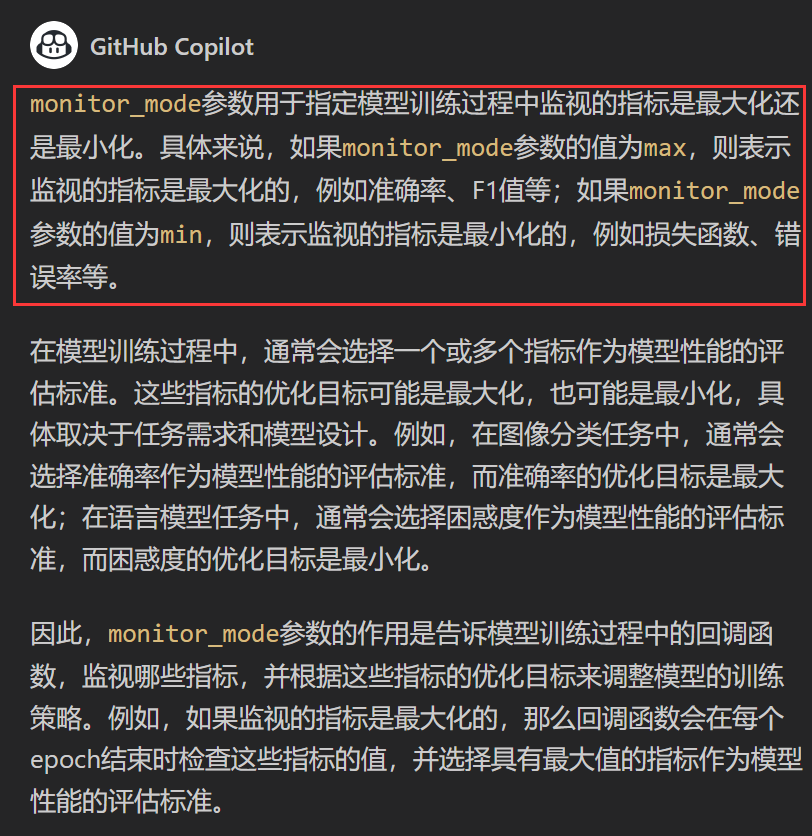 GitHub Copilot
monitor_mode参数用于指定模型训练过程中监视的指标是最大化还
是最小化。具体来说，如果monitor_mode参数的值为max，则表示
监视的指标是最大化的，例如准确率、F1值等；如果monitor_mode
参数的值为min，则表示监视的指标是最小化的，例如损失函数、错
误率等。
在模型训练过程中，通常会选择一个或多个指标作为模型性能的评
估标准。这些指标的优化目标可能是最大化，也可能是最小化，具
体取决于任务需求和模型设计。例如，在图像分类任务中，通常会
选择准确率作为模型性能的评估标准，而准确率的优化目标是最大
化；在语言模型任务中，通常会选择困惑度作为模型性能的评估标
准，而困惑度的优化目标是最小化。
因此，monitor_mode参数的作用是告诉模型训练过程中的回调函
数，监视哪些指标，并根据这些指标的优化目标来调整模型的训练
策略。例如，如果监视的指标是最大化的，那么回调函数会在每个
epoch结束时检查这些指标的值，并选择具有最大值的指标作为模型
性能的评估标准。